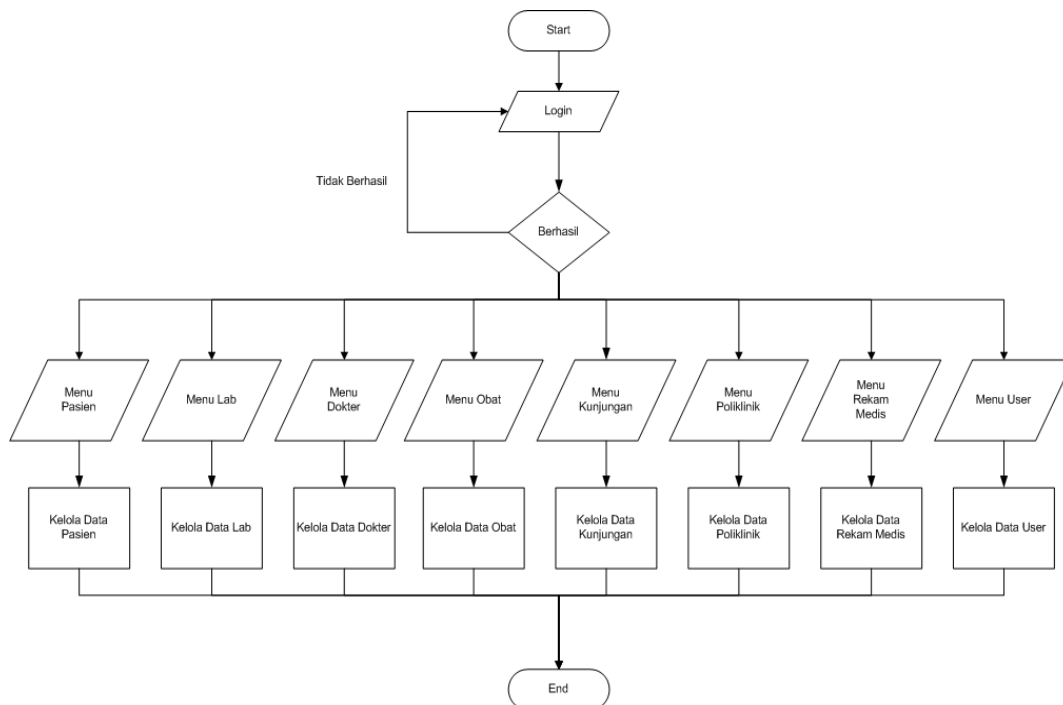 Start
Login
Tidak Berhasil
Berhasil
Menu
Pasien
Menu Lab
Menu
Dokter
Menu Obat
Menu
Kunjungan
Menu
Poliklinik
Menu
Rekam
Medis
Menu User
Kelola Data
Pasien
Kelola Data Lab
Kelola Data Dokter
Kelola Data Obat
Kelola Data
Kunjungan
Kelola Data
Poliklinik
Kelola Data
Rekam Medis
Kelola Data User
End